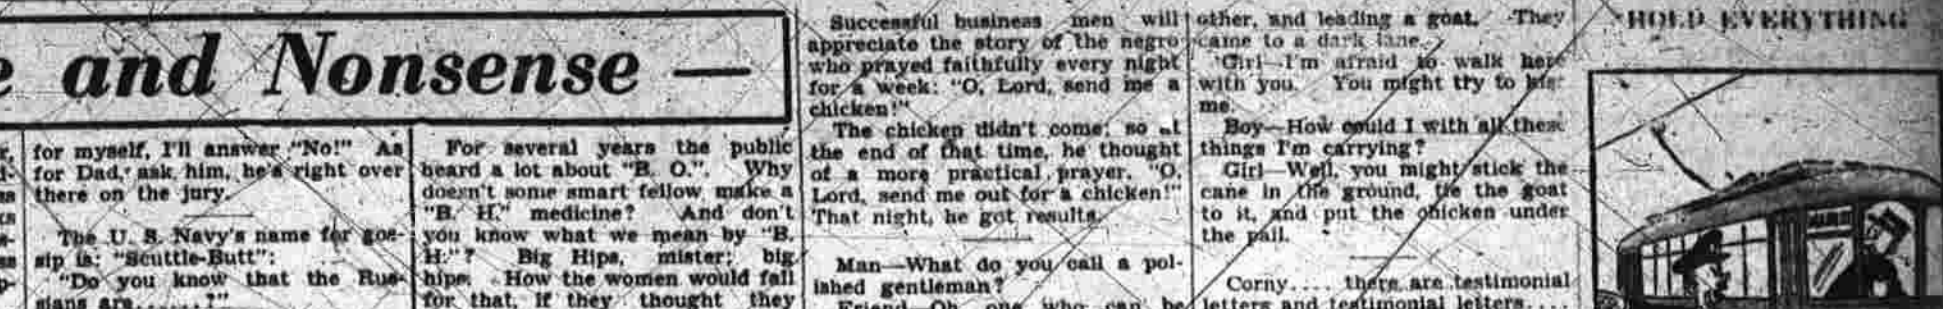 and Nonsense —
for myself, I'll answer "No!" As
for Dad, ask him, he's right over
there on the jury.
The U. S. Navy's name for gos-
sip is: "Scuttle-Butt":
"Do you know that the Rus-
sians are........?"
For several years the public
heard a lot about "B. O.". Why
doesn't some smart fellow make a
"B. H." medicine? And don't
you know what we mean by "B.
H."? Big Hips, mister; big
hips. How the women would fall
for that, if they thought they
Successful business men will
appreciate the story of the negro
who prayed faithfully every night
for a week: "O, Lord, send me a
chicken!"
The chicken didn't come; so at
the end of that time, he thought
of a more practical prayer. "O,
Lord, send me out for a chicken!"
That night, he got results.
Man—What do you call a pol-
ished gentleman?
Friend—Oh, one who can be
other, and leading a goat. They
came to a dark lane.
Girl—I'm afraid to walk here
with you. You might try to kiss
me.
Boy—How could I with all these
things I'm carrying?
Girl—Well, you might stick the
cane in the ground, tie the goat
to it, and put the chicken under
the pail.
Corny.... there are testimonial
letters and testimonial letters....
HOLD EVERYTHING